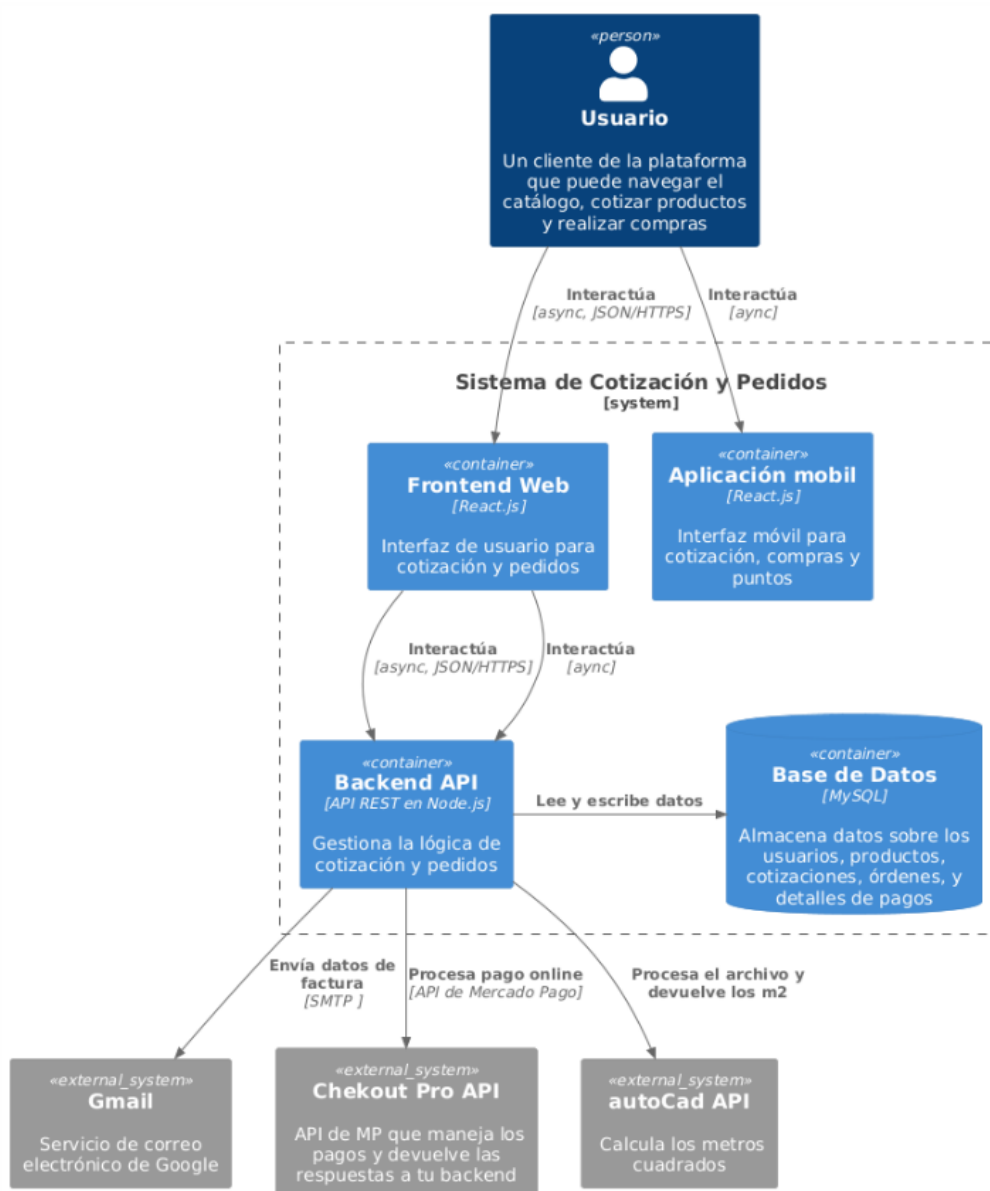 «person»
Usuario
Un cliente de la plataforma
que puede navegar el
catálogo, cotizar productos
y realizar compras
Interactúa
[async, JSON/HTTPS]
Interactúa
[aync]
Sistema de Cotización y Pedidos
[system]
«container»
Frontend Web
[React.js]
Interfaz de usuario para
cotización y pedidos
«container»
Aplicación mobil
[React.js]
Interfaz móvil para
cotización, compras y
puntos
Interactúa
[async, JSON/HTTPS]
Interactúa
[aync]
«container»
Backend API
[API REST en Node.js]
Gestiona la lógica de
cotización y pedidos
Lee y escribe datos
«container»
Base de Datos
[MySQL]
Almacena datos sobre los
usuarios, productos,
cotizaciones, órdenes, y
detalles de pagos
Envía datos de
factura
[SMTP ]
Procesa pago online
[API de Mercado Pago]
Procesa el archivo y
devuelve los m2
«external_system»
Gmail
Servicio de correo
electrónico de Google
«external_system»
Chekout Pro API
API de MP que maneja los
pagos y devuelve las
respuestas a tu backend
«external_system»
autoCad API
Calcula los metros
cuadrados